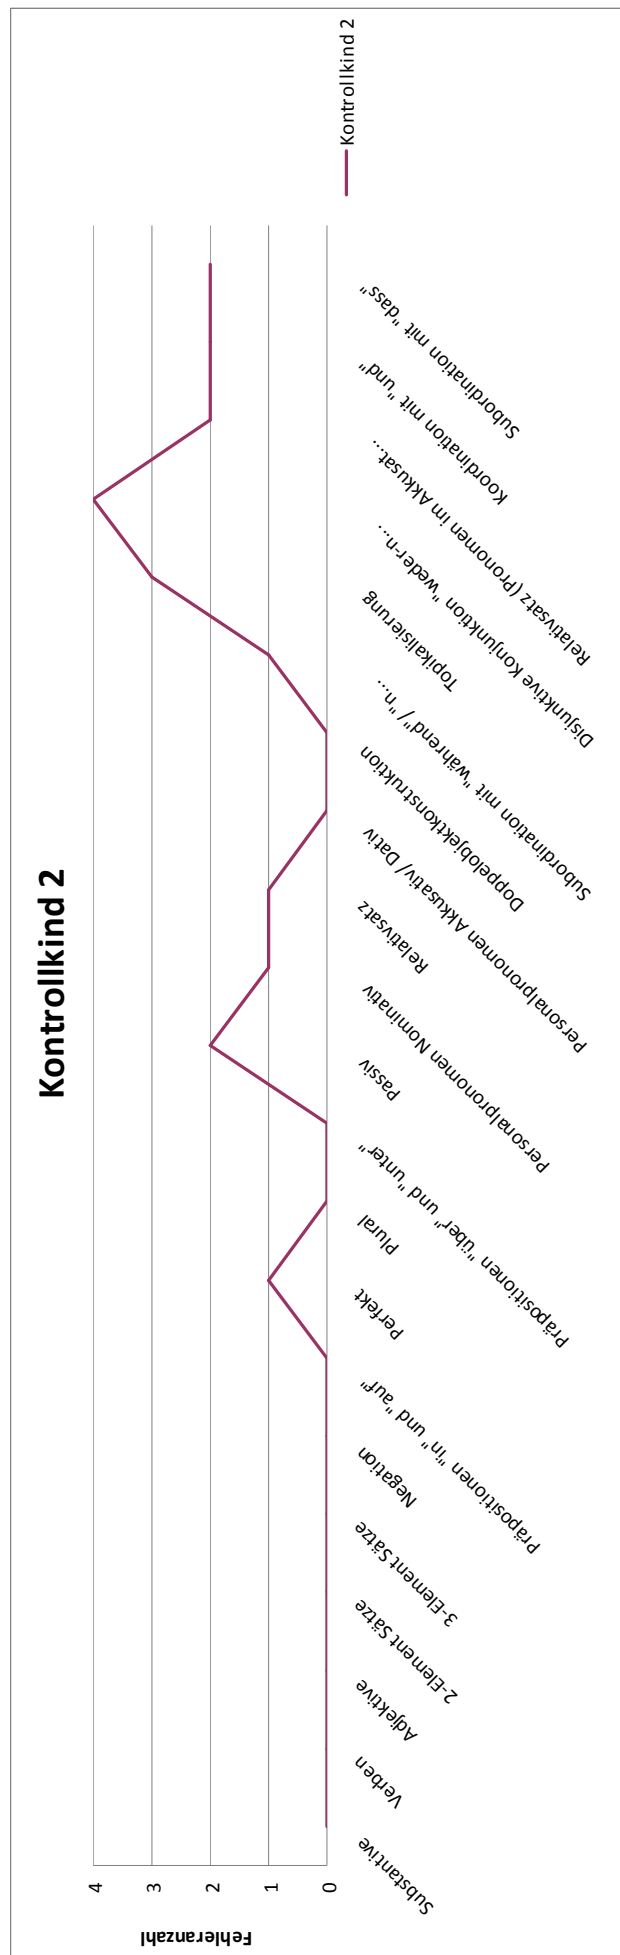 Kontrollkind 2
Fehleranzahl
4
3
2
1
0
Substantive
Verben
Adjektive
2-Element Sätze
3-Element Sätze
Negation
Präpositionen "in" und "auf"
Perfekt
Plural
Präpositionen "über" und "unter"
Passiv
Personalpronomen Nominativ
Relativsatz
Personalpronomen Akkusativ/ Dativ
Doppelobjektkonstruktion
Subordination mit "während"/ "n...
Topikalisierung
Disjunktive Konjunktion "weder-n...
Relativsatz (Pronomen im Akkusat...
Koordination mit "und"
Subordination mit "dass"
Kontrollkind 2